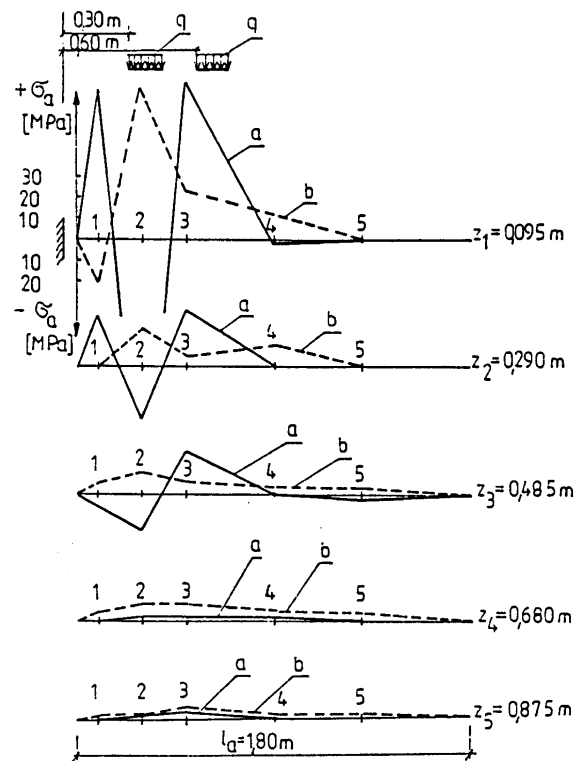 0,30 m
0,60 m
q
q
+ σa
[MPa]
a
30
20
10
b
1 2 3 4 5
z1 = 0,095 m
10
20
- σa
[MPa]
a
b
1 2 3 4 5
z2 = 0,290 m
a
b
1 2 3 4 5
z3 = 0,485 m
a
b
1 2 3 4 5
z4 = 0,680 m
a
b
1 2 3 4 5
z5 = 0,875 m
la = 1,80 m